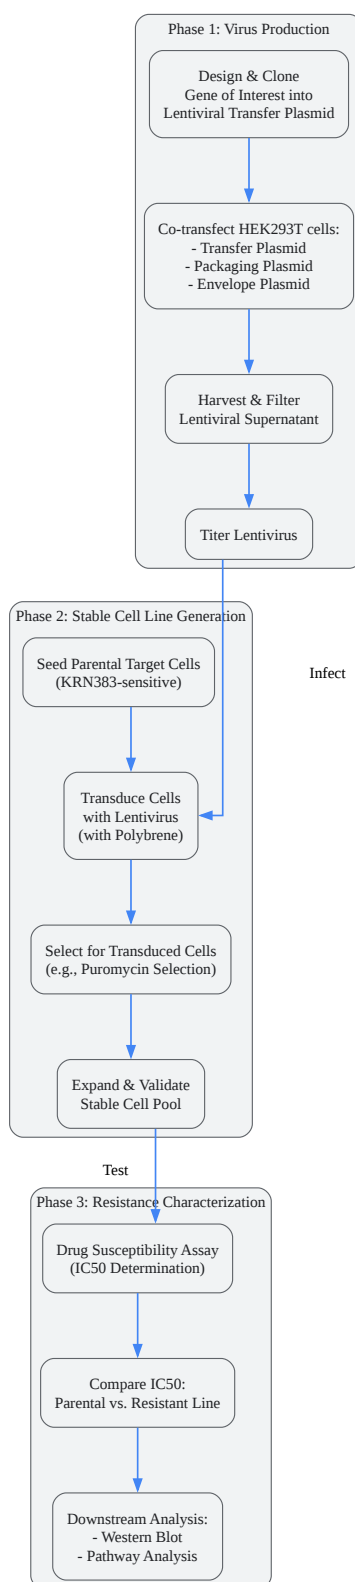 Phase 1: Virus Production
Design & Clone
Gene of Interest into
Lentiviral Transfer Plasmid
Co-transfect HEK293T cells:
- Transfer Plasmid
- Packaging Plasmid
- Envelope Plasmid
Harvest & Filter
Lentiviral Supernatant
Titer Lentivirus
Phase 2: Stable Cell Line Generation
Seed Parental Target Cells
(KRN383-sensitive)
Infect
Transduce Cells
with Lentivirus
(with Polybrene)
Select for Transduced Cells
(e.g., Puromycin Selection)
Expand & Validate
Stable Cell Pool
Test
Phase 3: Resistance Characterization
Drug Susceptibility Assay
(IC50 Determination)
Compare IC50:
Parental vs. Resistant Line
Downstream Analysis:
- Western Blot
- Pathway Analysis